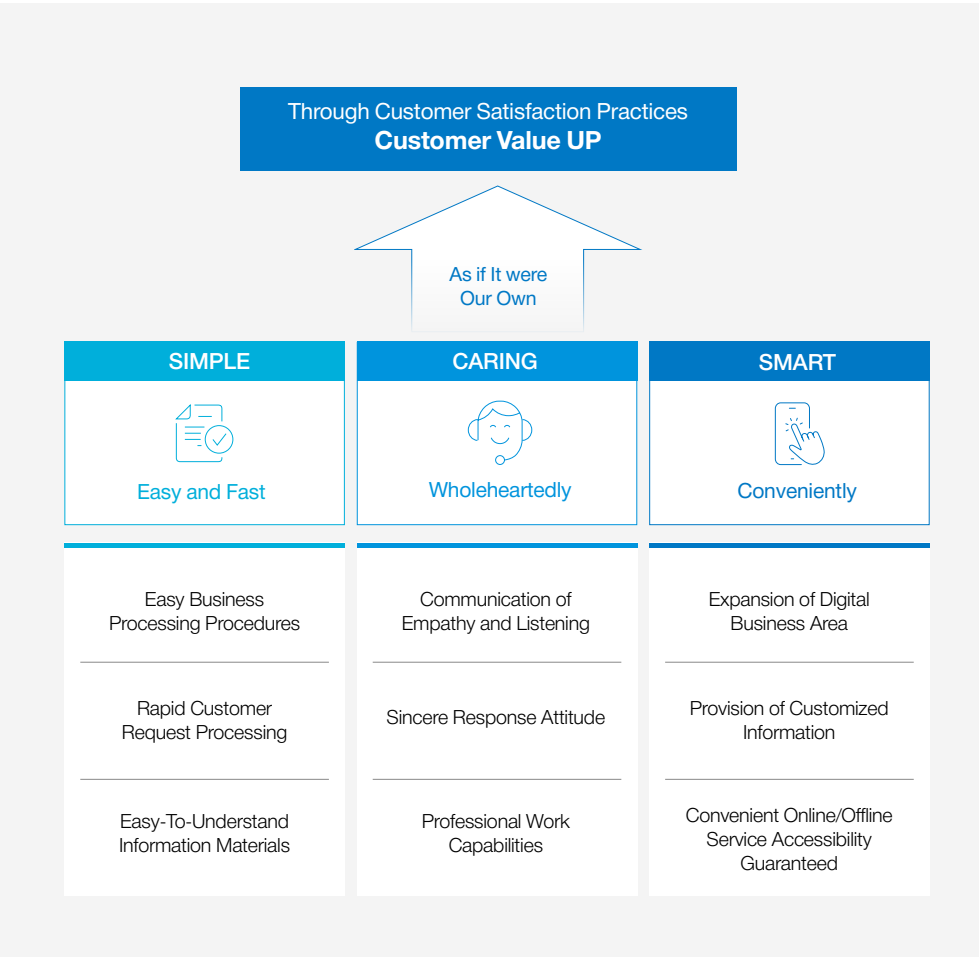 Through Customer Satisfaction Practices
Customer Value UP
As if It were
Our Own
SIMPLE
Easy and Fast
CARING
Wholeheartedly
SMART
Conveniently
Easy Business
Processing Procedures
Rapid Customer
Request Processing
Easy-To-Understand
Information Materials
Communication of
Empathy and Listening
Sincere Response Attitude
Professional Work
Capabilities
Expansion of Digital
Business Area
Provision of Customized
Information
Convenient Online/Offline
Service Accessibility
Guaranteed